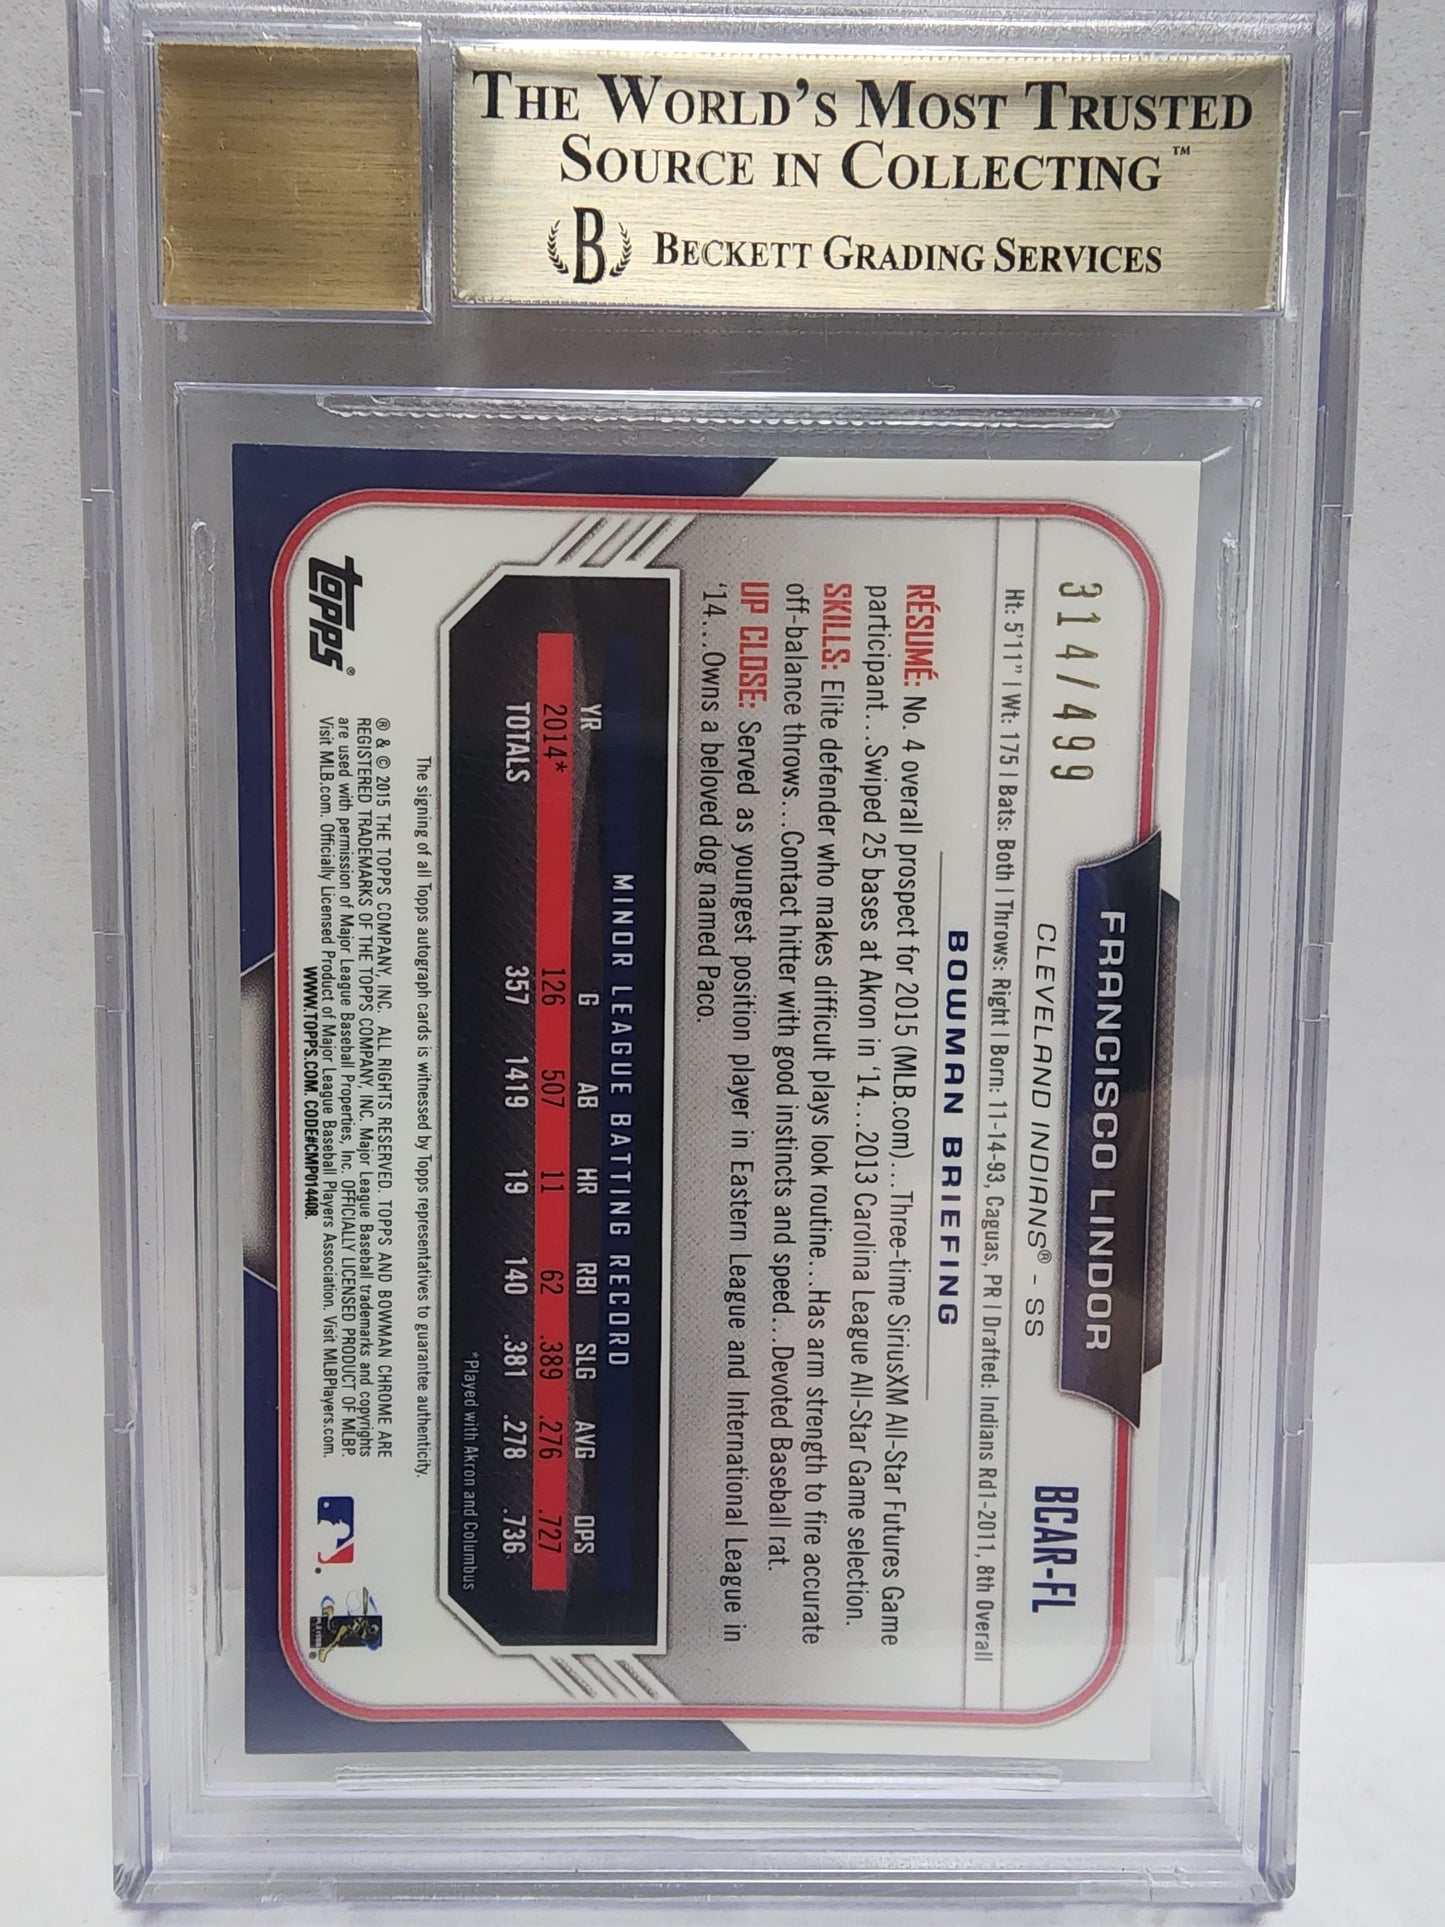 THE WORLD'S MOST TRUSTED
SOURCE IN COLLECTING™
B BECKETT GRADING SERVICES
314/499
FRANCISCO LINDOR
CLEVELAND INDIANS® - SS
BCAR-FL
Ht: 5'11" | Wt: 175 | Bats: Both | Throws: Right | Born: 11-14-93, Caguas, PR | Drafted: Indians Rd1-2011, 8th Overall
BOWMAN BRIEFING
RÉSUMÉ: No. 4 overall prospect for 2015 (MLB.com)...Three-time SiriusXM All-Star Futures Game
participant...Swiped 25 bases at Akron in '14...2013 Carolina League All-Star Game selection.
SKILLS: Elite defender who makes difficult plays look routine...Has arm strength to fire accurate
off-balance throws...Contact hitter with good instincts and speed...Devoted Baseball rat.
UP CLOSE: Served as youngest position player in Eastern League and International League in
'14...Owns a beloved dog named Paco.
MINOR LEAGUE BATTING RECORD
YR G AB HR RBI SLG AVG OPS
2014* 126 507 11 62 .389 .276 .727
TOTALS 357 1419 19 140 .381 .278 .736
*Played with Akron and Columbus
The signing of all Topps autograph cards is witnessed by Topps representatives to guarantee authenticity.
topps®
® & © 2015 THE TOPPS COMPANY, INC. ALL RIGHTS RESERVED. TOPPS AND BOWMAN CHROME ARE
REGISTERED TRADEMARKS OF THE TOPPS COMPANY, INC. Major League Baseball trademarks and copyrights
are used with permission of Major League Baseball Properties, Inc. OFFICIALLY LICENSED PRODUCT OF MLBP.
Visit MLB.com. Officially Licensed Product of Major League Baseball Players Association. Visit MLBPlayers.com.
WWW.TOPPS.COM. CODE#CMP014408.